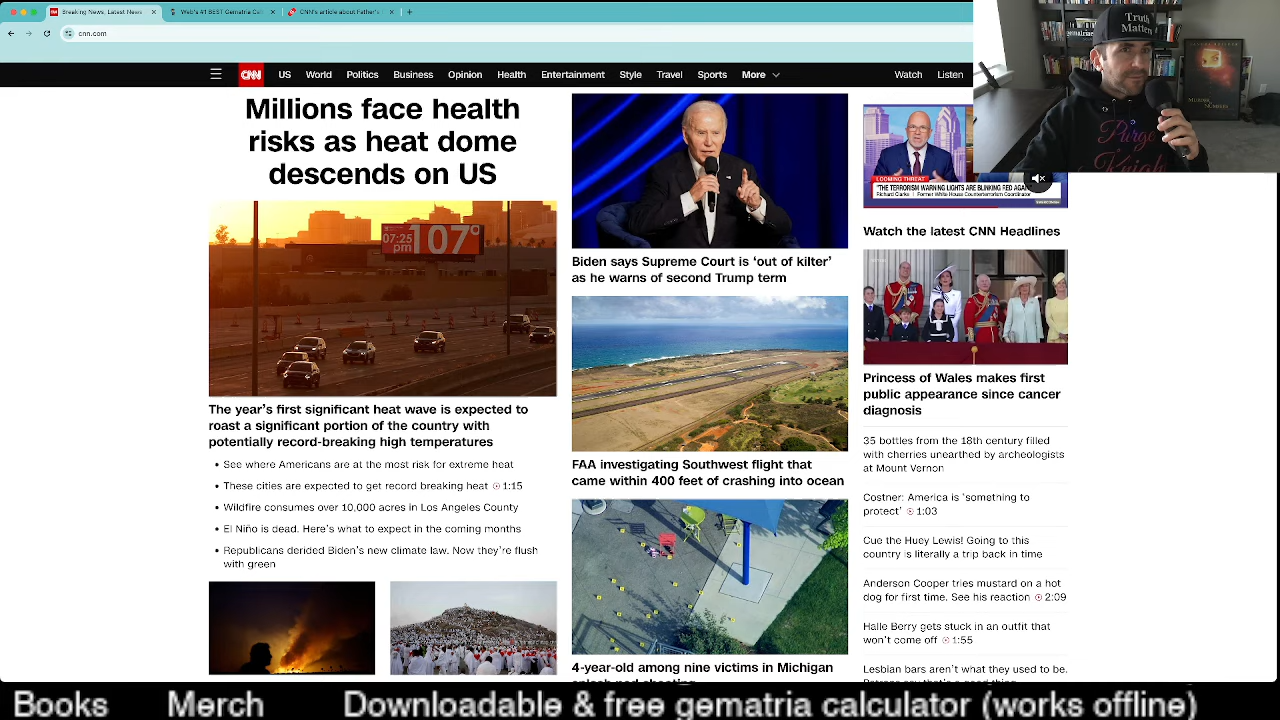 Breaking News, Latest News
Web's #1 BEST Gematria Calc
CNN's article about Father's
cnn.com
CNN
US
World
Politics
Business
Opinion
Health
Entertainment
Style
Travel
Sports
More
Watch
Listen
Millions face health
risks as heat dome
descends on US
07:25
pm
107°
The year's first significant heat wave is expected to
roast a significant portion of the country with
potentially record-breaking high temperatures
See where Americans are at the most risk for extreme heat
These cities are expected to get record breaking heat 1:15
Wildfire consumes over 10,000 acres in Los Angeles County
El Niño is dead. Here's what to expect in the coming months
Republicans derided Biden's new climate law. Now they're flush
with green
Biden says Supreme Court is 'out of kilter'
as he warns of second Trump term
FAA investigating Southwest flight that
came within 400 feet of crashing into ocean
4-year-old among nine victims in Michigan
splash pad shooting
LOOMING THREAT
"THE TERRORISM WARNING LIGHTS ARE BLINKING RED AGAIN"
Richard Clarke | Former White House Counterterrorism Coordinator
Watch the latest CNN Headlines
Princess of Wales makes first
public appearance since cancer
diagnosis
35 bottles from the 18th century filled
with cherries unearthed by archeologists
at Mount Vernon
Costner: America is 'something to
protect' 1:03
Cue the Huey Lewis! Going to this
country is literally a trip back in time
Anderson Cooper tries mustard on a hot
dog for first time. See his reaction 2:09
Halle Berry gets stuck in an outfit that
won't come off 1:55
Lesbian bars aren't what they used to be.
Truth
Matters
Purge
Knight
Books
Merch
Downloadable & free gematria calculator (works offline)